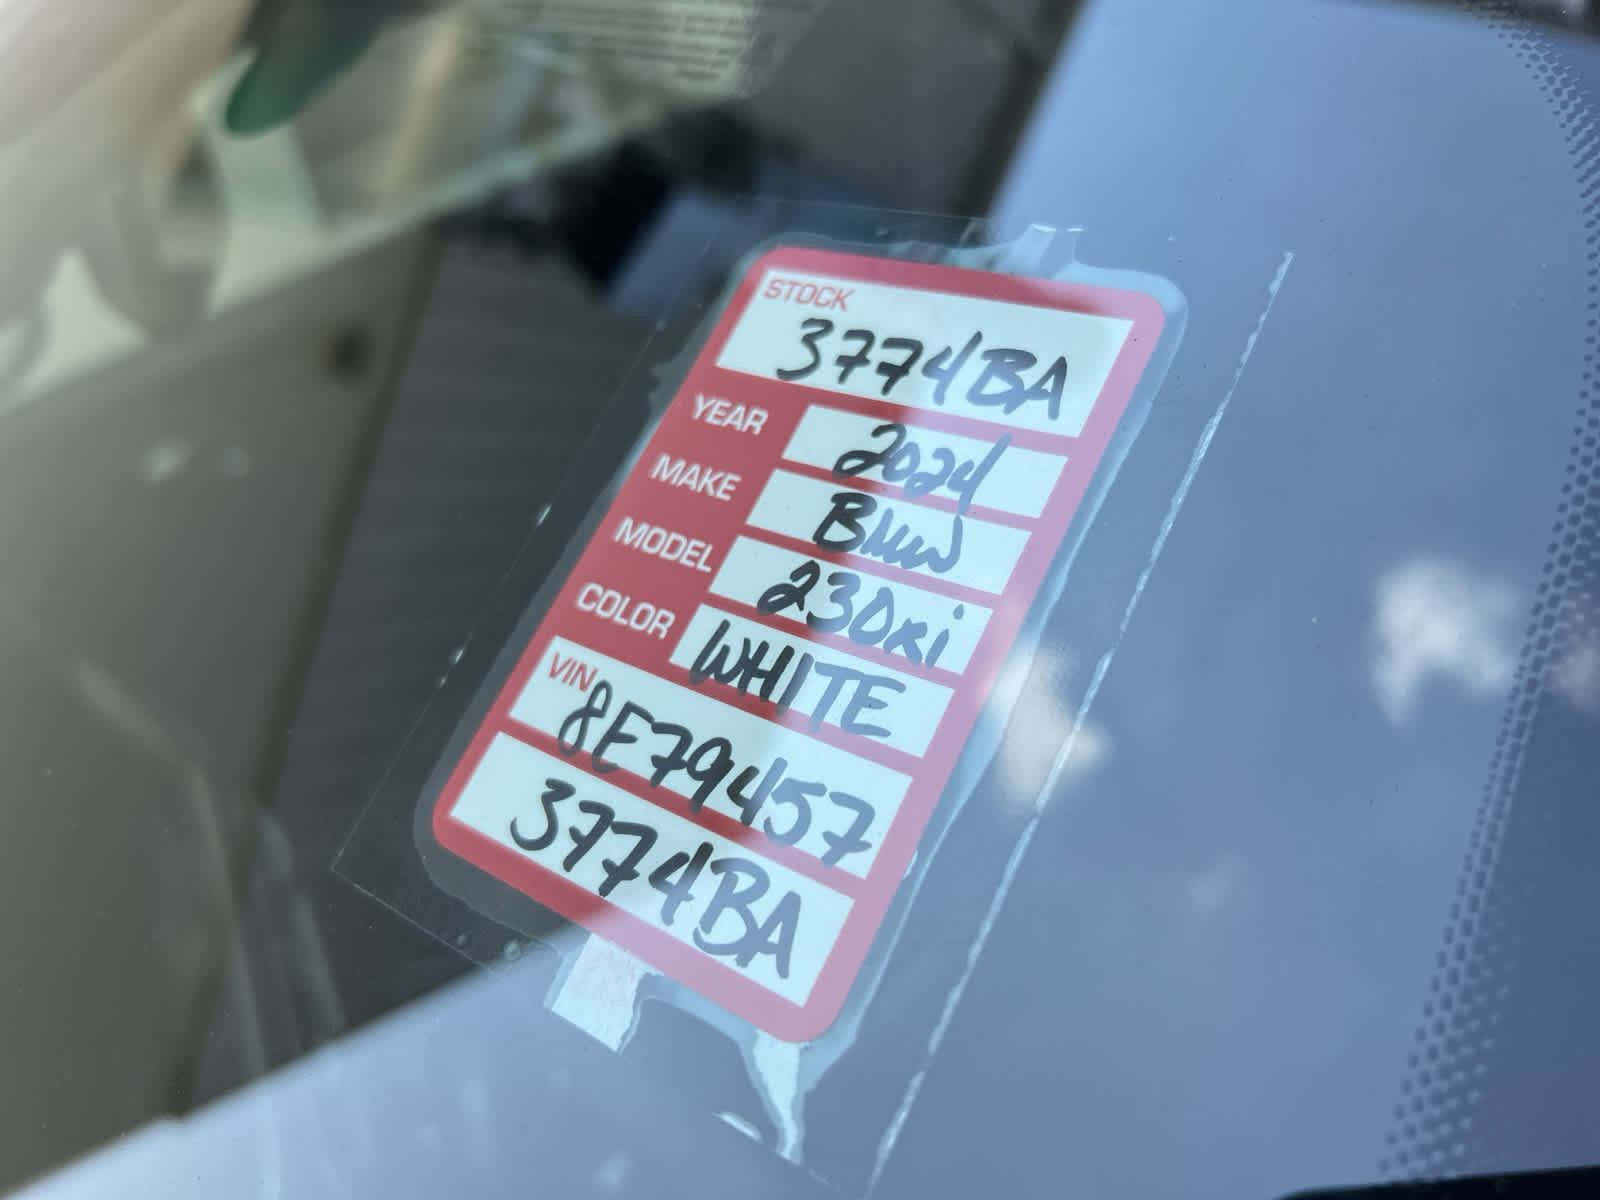 STOCK
3774BA
YEAR 2024
MAKE BMW
MODEL 230xi
COLOR WHITE
VIN
8E79457
3774BA